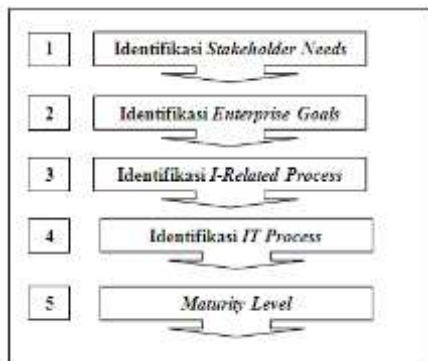 1 Identifikasi Stakeholder Needs
2 Identifikasi Enterprise Goals
3 Identifikasi I-Related Process
4 Identifikasi IT Process
5 Maturity Level